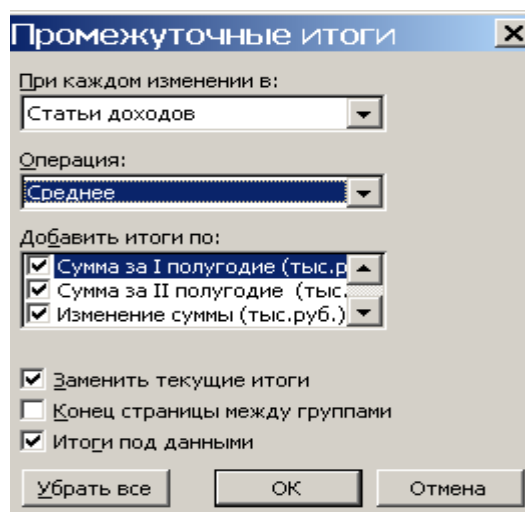 Промежуточные итоги
При каждом изменении в:
Статьи доходов
Операция:
Среднее
Добавить итоги по:
Сумма за I полугодие (тыс.р
Сумма за II полугодие (тыс.
Изменение суммы (тыс.руб.)
Заменить текущие итоги
Конец страницы между группами
Итоги под данными
Убрать все ОК Отмена